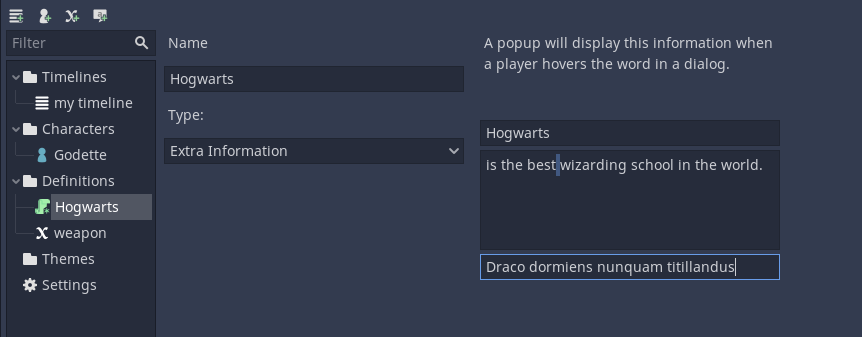 Filter
Timelines
my timeline
Characters
Godette
Definitions
Hogwarts
weapon
Themes
Settings
Name
Hogwarts
Type:
Extra Information
A popup will display this information when
a player hovers the word in a dialog.
Hogwarts
is the best wizarding school in the world.
Draco dormiens nunquam titillandus